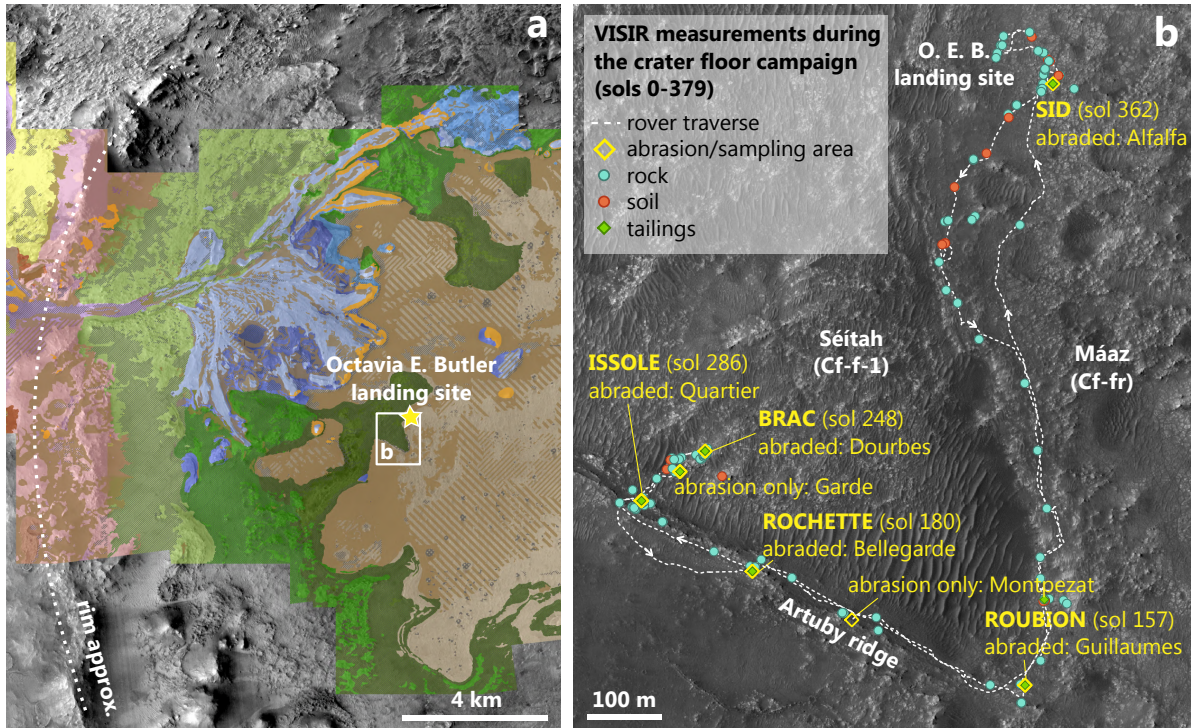 a
Octavia E. Butler
landing site
b
rim approx.
4 km
b
VISIR measurements during
the crater floor campaign
(sols 0-379)
rover traverse
abrasion/sampling area
rock
soil
tailings
O. E. B.
landing site
SID (sol 362)
abraded: Alfalfa
Séítah
(Cf-f-1)
Máaz
(Cf-fr)
ISSOLE (sol 286)
abraded: Quartier
BRAC (sol 248)
abraded: Dourbes
abrasion only: Garde
ROCHETTE (sol 180)
abraded: Bellegarde
abrasion only: Montpezat
Artuby ridge
ROUBION (sol 157)
abraded: Guillaumes
100 m